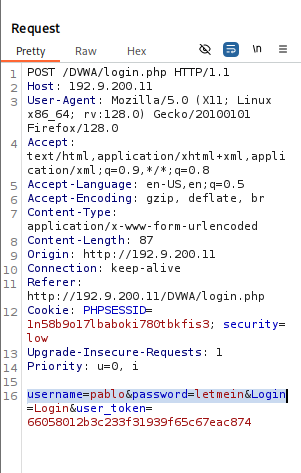 Request
Pretty Raw Hex \n
1 POST /DVWA/login.php HTTP/1.1
2 Host: 192.9.200.11
3 User-Agent: Mozilla/5.0 (X11; Linux
x86_64; rv:128.0) Gecko/20100101
Firefox/128.0
4 Accept:
text/html,application/xhtml+xml,appli
cation/xml;q=0.9,*/*;q=0.8
5 Accept-Language: en-US,en;q=0.5
6 Accept-Encoding: gzip, deflate, br
7 Content-Type:
application/x-www-form-urlencoded
8 Content-Length: 87
9 Origin: http://192.9.200.11
10 Connection: keep-alive
11 Referer:
http://192.9.200.11/DVWA/login.php
12 Cookie: PHPSESSID=
1n58b9o17lbaboki780tbkfis3; security=
low
13 Upgrade-Insecure-Requests: 1
14 Priority: u=0, i
15
16 username=pablo&password=letmein&Login
=Login&user_token=
66058012b3c233f31939f65c67eac874